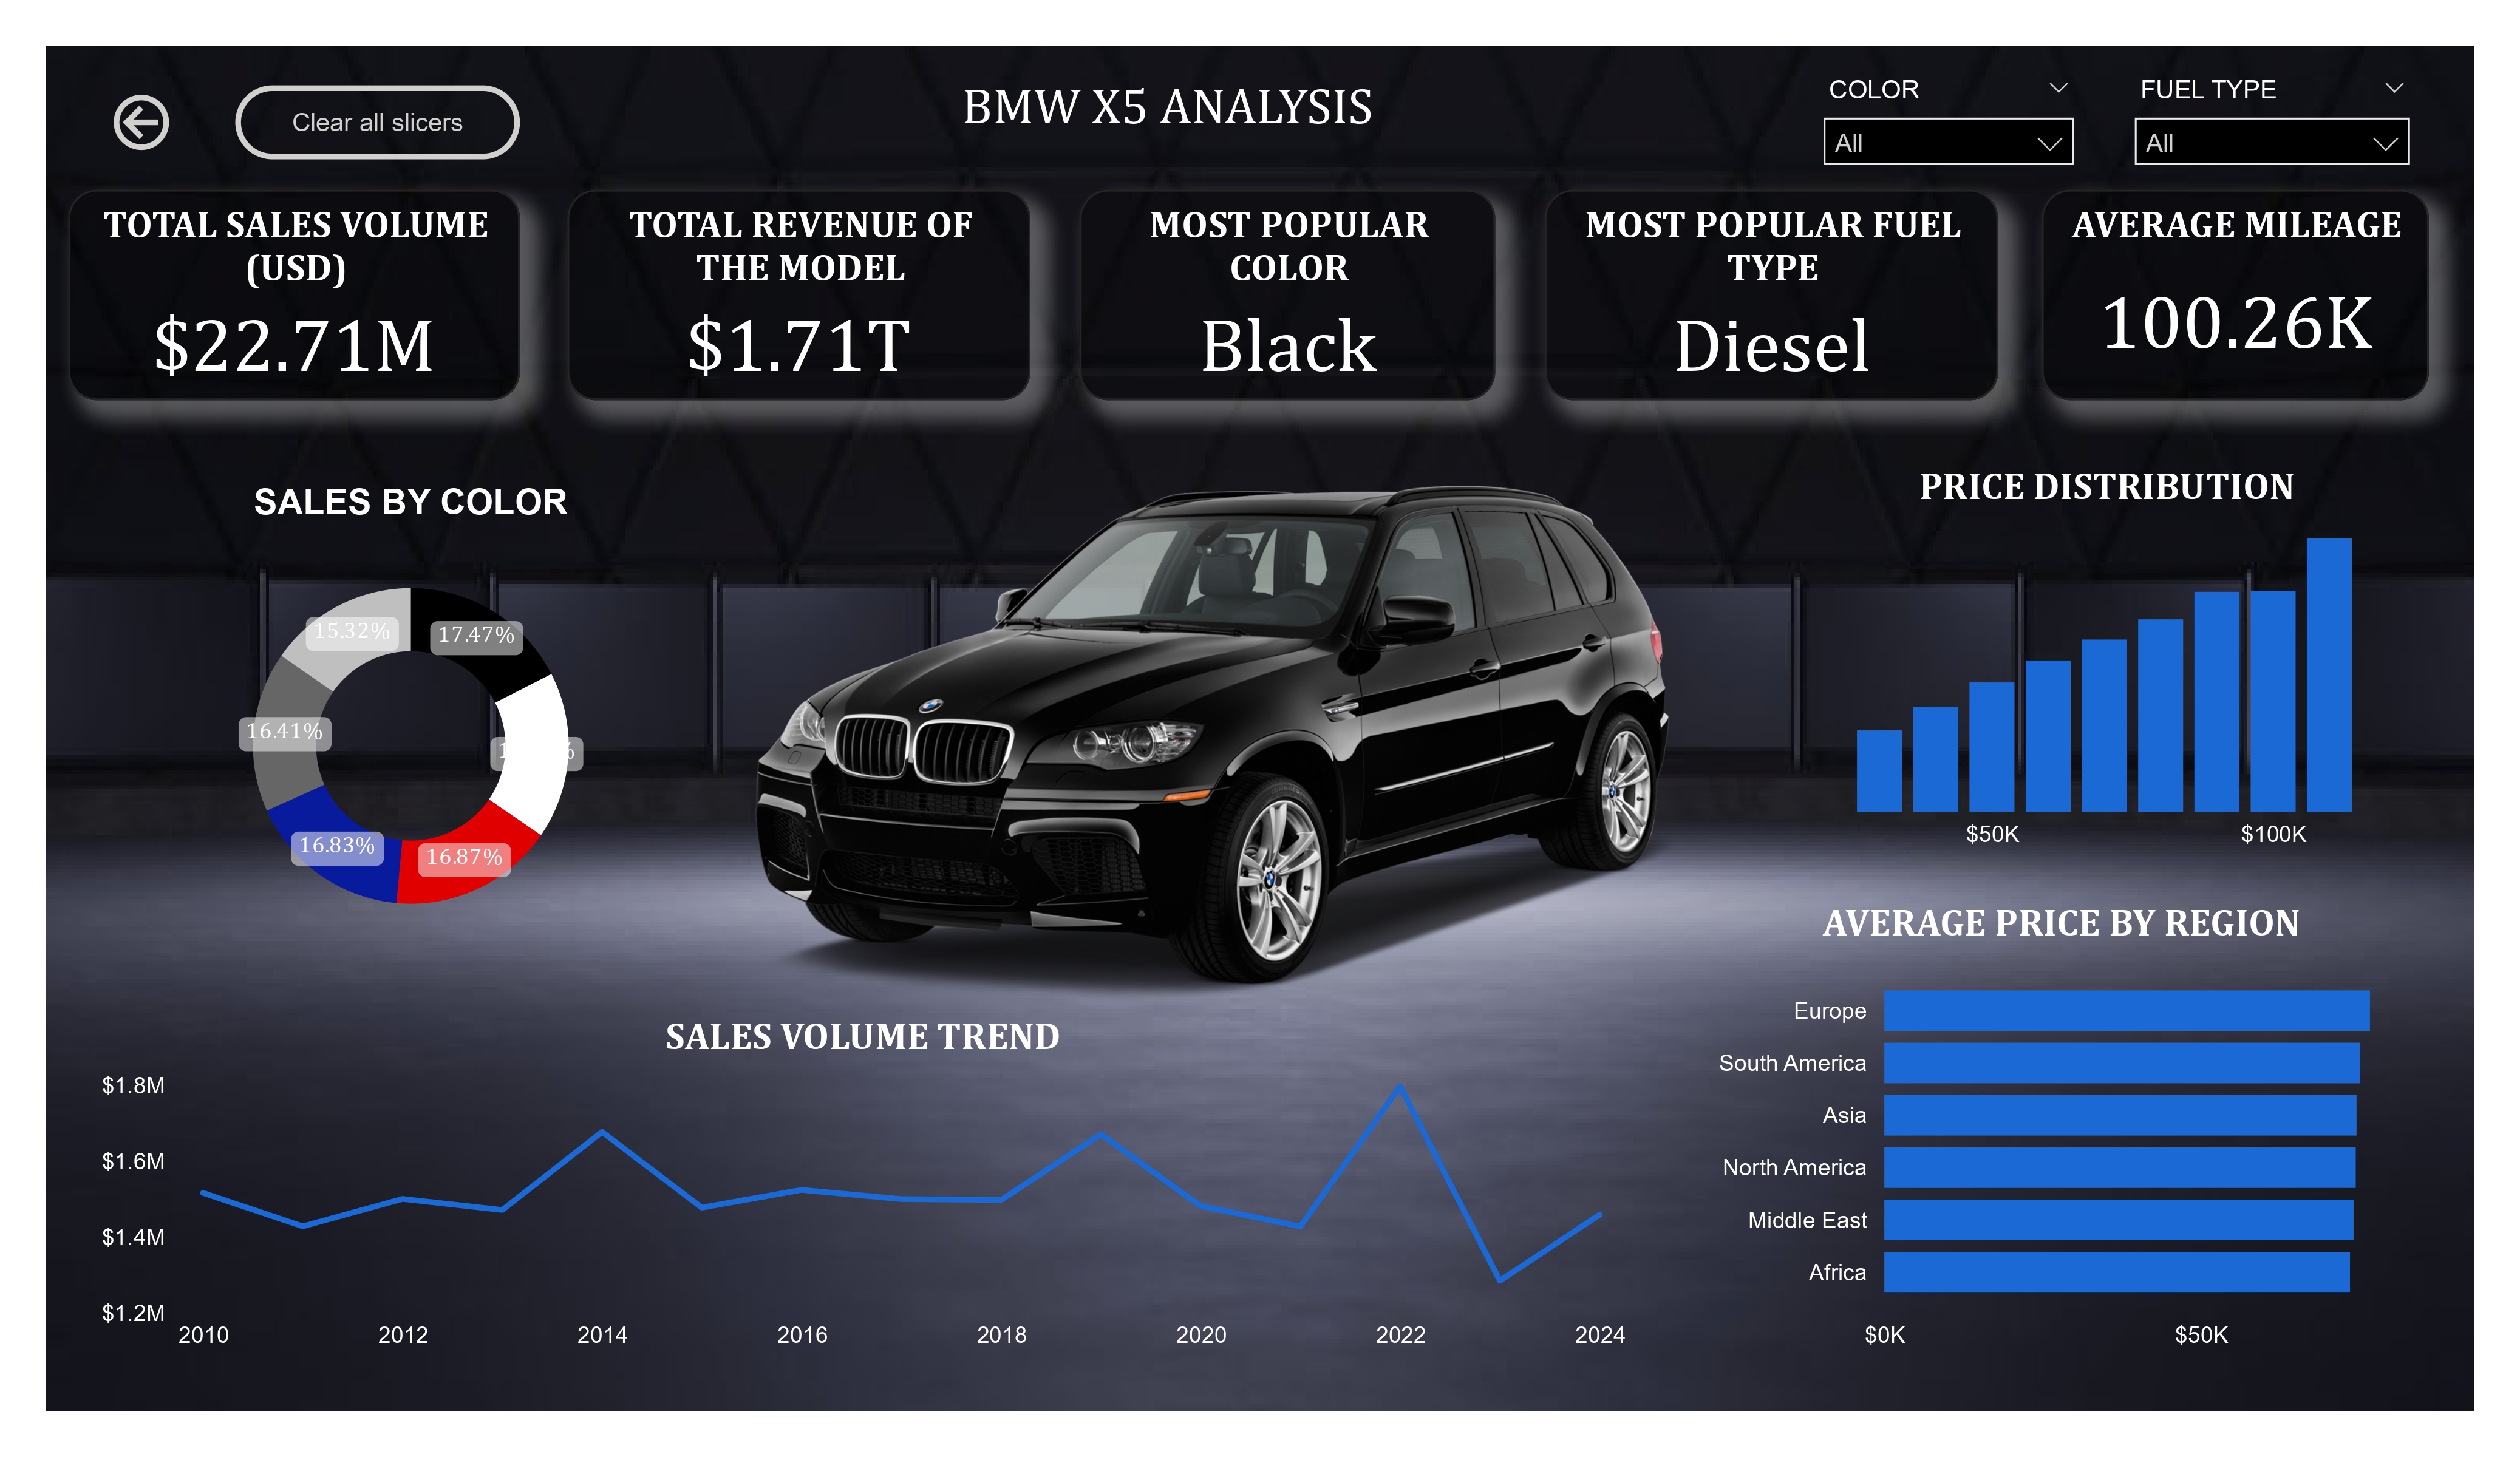 Clear all slicers
BMW X5 ANALYSIS
COLOR
FUEL TYPE
All
All
TOTAL SALES VOLUME
(USD)
$22.71M
TOTAL REVENUE OF
THE MODEL
$1.71T
MOST POPULAR
COLOR
Black
MOST POPULAR FUEL
TYPE
Diesel
AVERAGE MILEAGE
100.26K
SALES BY COLOR
15.32%
17.47%
16.41%
16.83%
16.87%
PRICE DISTRIBUTION
$50K
$100K
AVERAGE PRICE BY REGION
Europe
South America
Asia
North America
Middle East
Africa
$0K
$50K
SALES VOLUME TREND
$1.8M
$1.6M
$1.4M
$1.2M
2010
2012
2014
2016
2018
2020
2022
2024